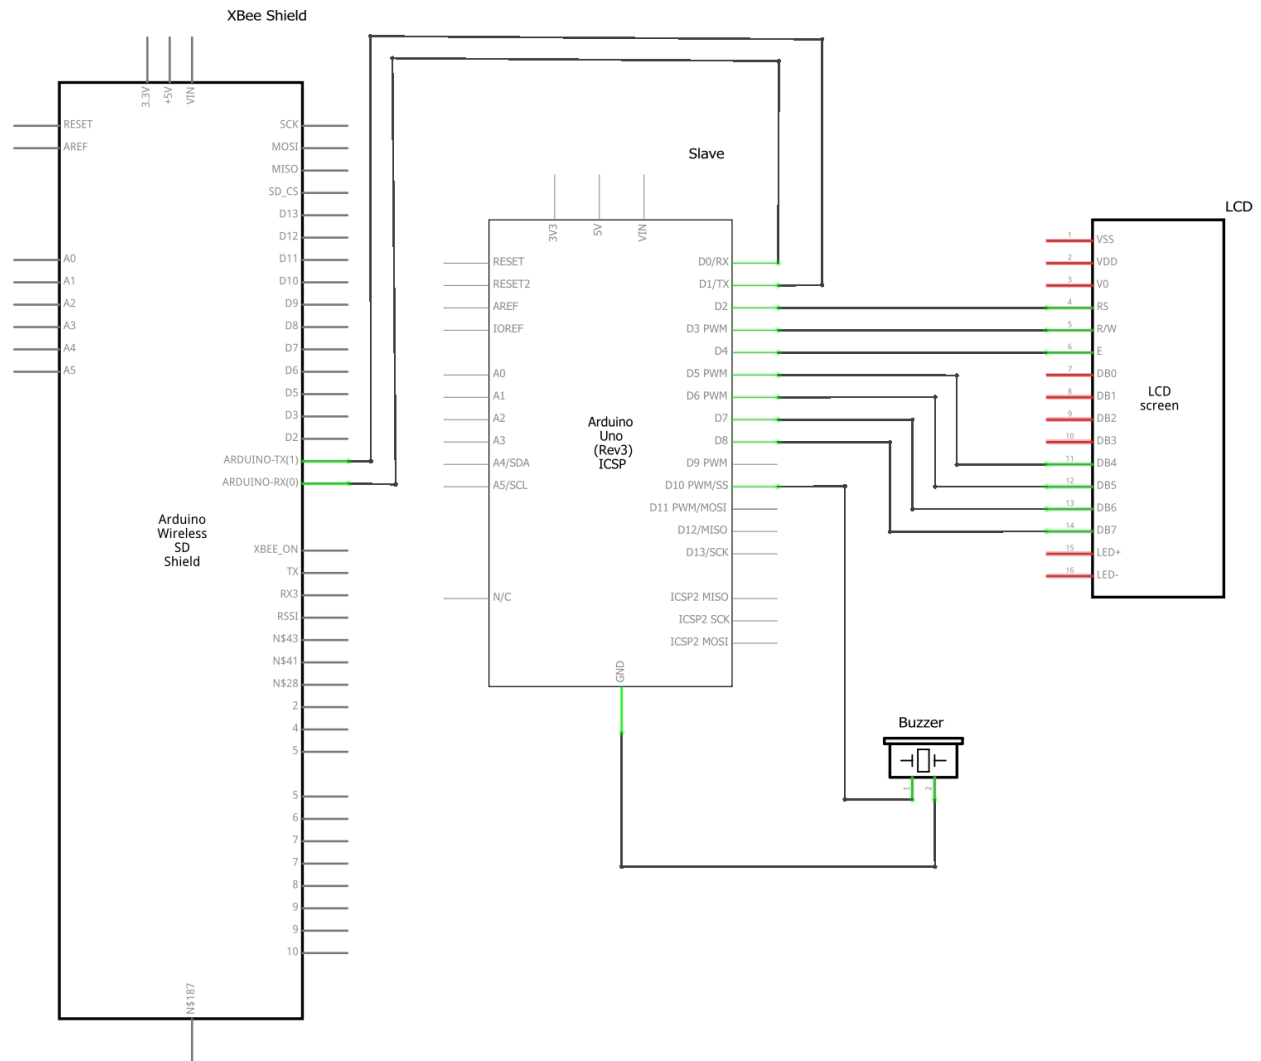 XBee Shield
3.3V
+5V
VIN
RESET
AREF
A0
A1
A2
A3
A4
A5
SCK
MOSI
MISO
SD_CS
D13
D12
D11
D10
D9
D8
D7
D6
D5
D3
D2
ARDUINO-TX(1)
ARDUINO-RX(0)
Arduino
Wireless
SD
Shield
XBEE_ON
TX
RX3
RSSI
N$43
N$41
N$28
2
4
5
5
6
7
7
8
9
9
10
N$187
Slave
3V3
5V
VIN
RESET
RESET2
AREF
IOREF
A0
A1
A2
A3
A4/SDA
A5/SCL
N/C
Arduino
Uno
(Rev3)
ICSP
D0/RX
D1/TX
D2
D3 PWM
D4
D5 PWM
D6 PWM
D7
D8
D9 PWM
D10 PWM/SS
D11 PWM/MOSI
D12/MISO
D13/SCK
ICSP2 MISO
ICSP2 SCK
ICSP2 MOSI
GND
LCD
1 VSS
2 VDD
3 V0
4 RS
5 R/W
6 E
7 DB0
8 DB1
9 DB2
10 DB3
11 DB4
12 DB5
13 DB6
14 DB7
15 LED+
16 LED-
LCD
screen
Buzzer
1
2